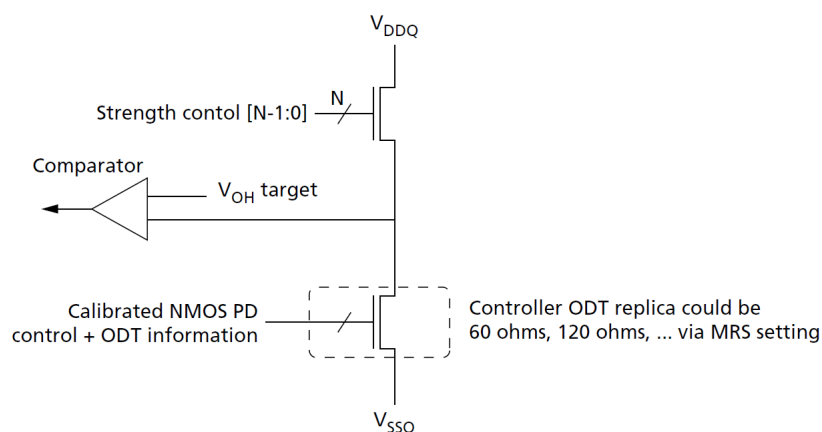 VDDQ
N
Strength contol [N-1:0]
Comparator
VOH target
Calibrated NMOS PD
control + ODT information
Controller ODT replica could be
60 ohms, 120 ohms, ... via MRS setting
VSSQ